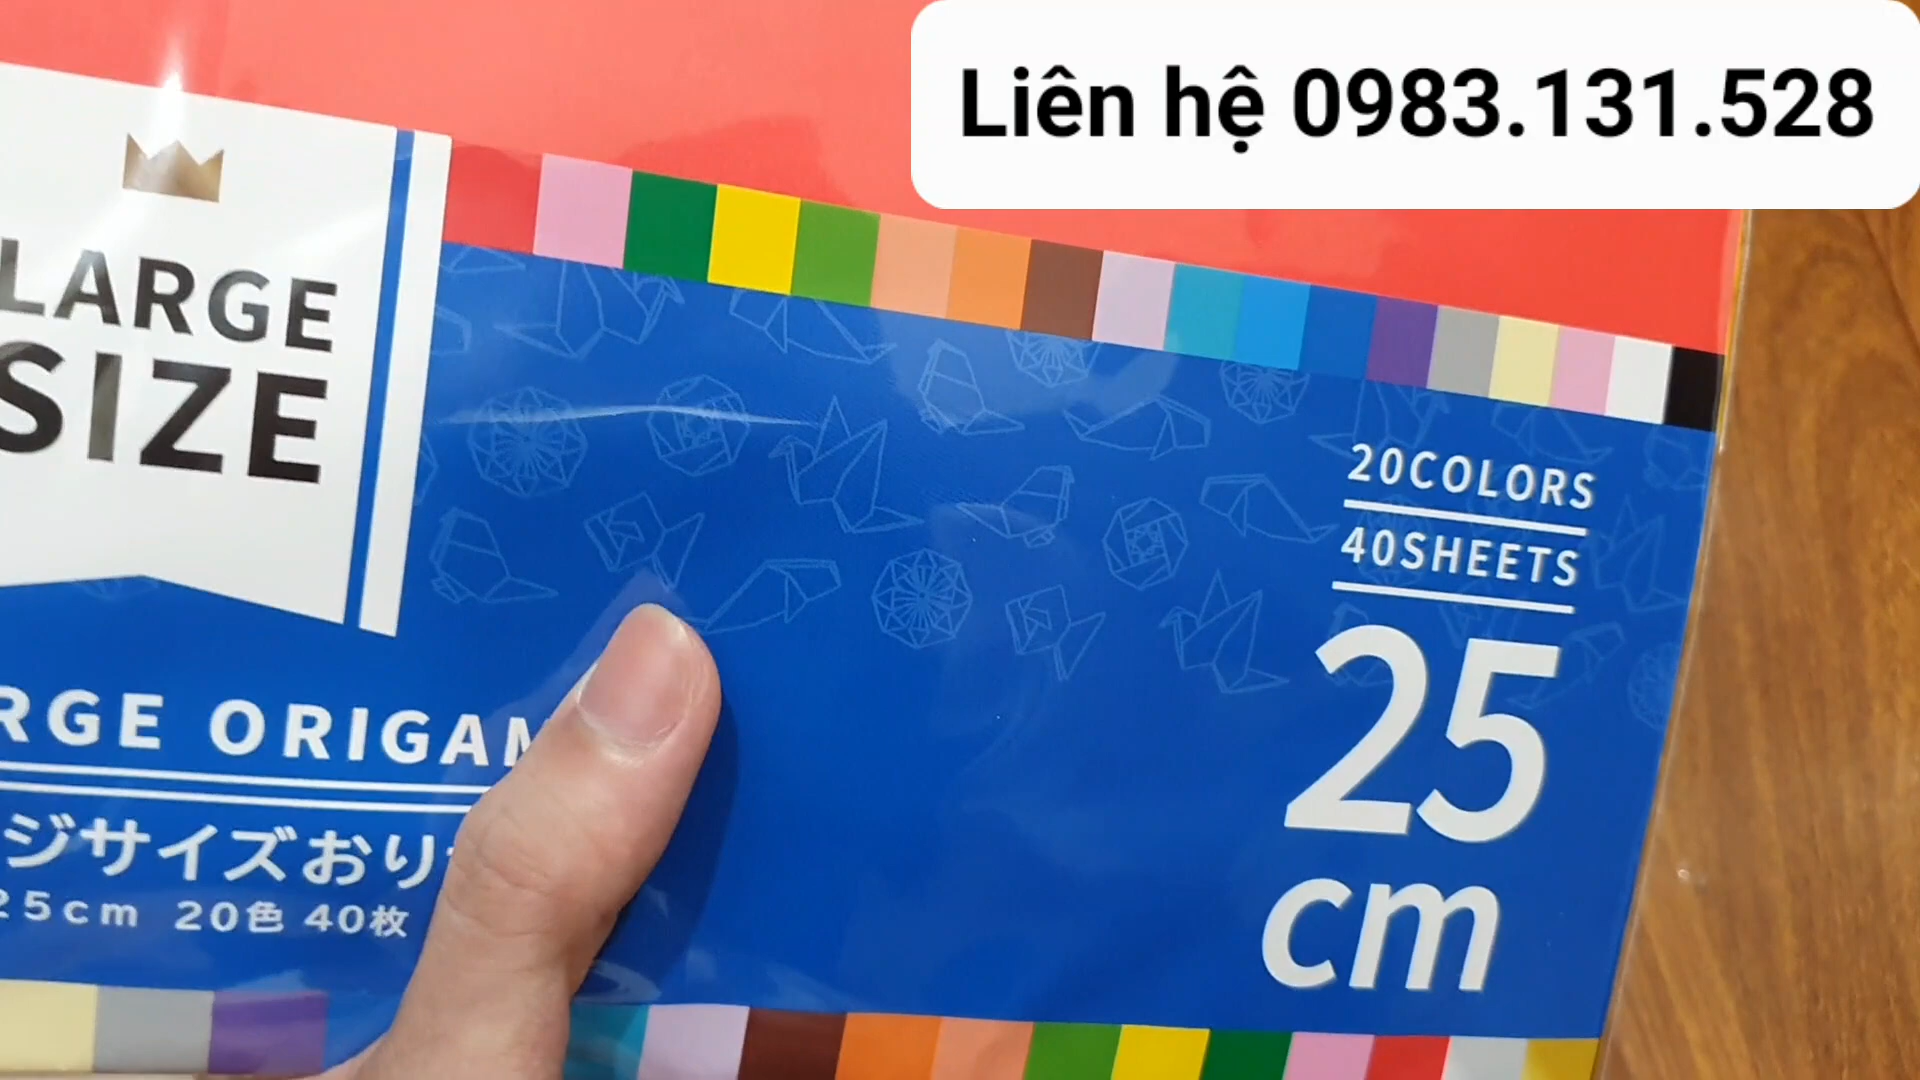 Liên hệ 0983.131.528
LARGE
SIZE
20COLORS
40SHEETS
25
cm
RGE ORIGAM
ジサイズおり
25cm 20色 40枚